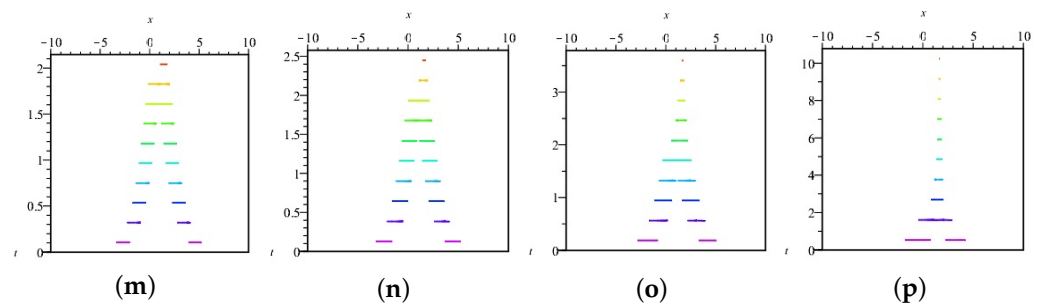 x x x x
−10 −5 0 5 10 −10 −5 0 5 10 −10 −5 0 5 10 −10 −5 0 5 10
2 2.5 3 10
1.5 2 2 8
1 1.5 1 6
0.5 1 0 4
0 0.5 2
0 0
t t t t
(m) (n) (o) (p)